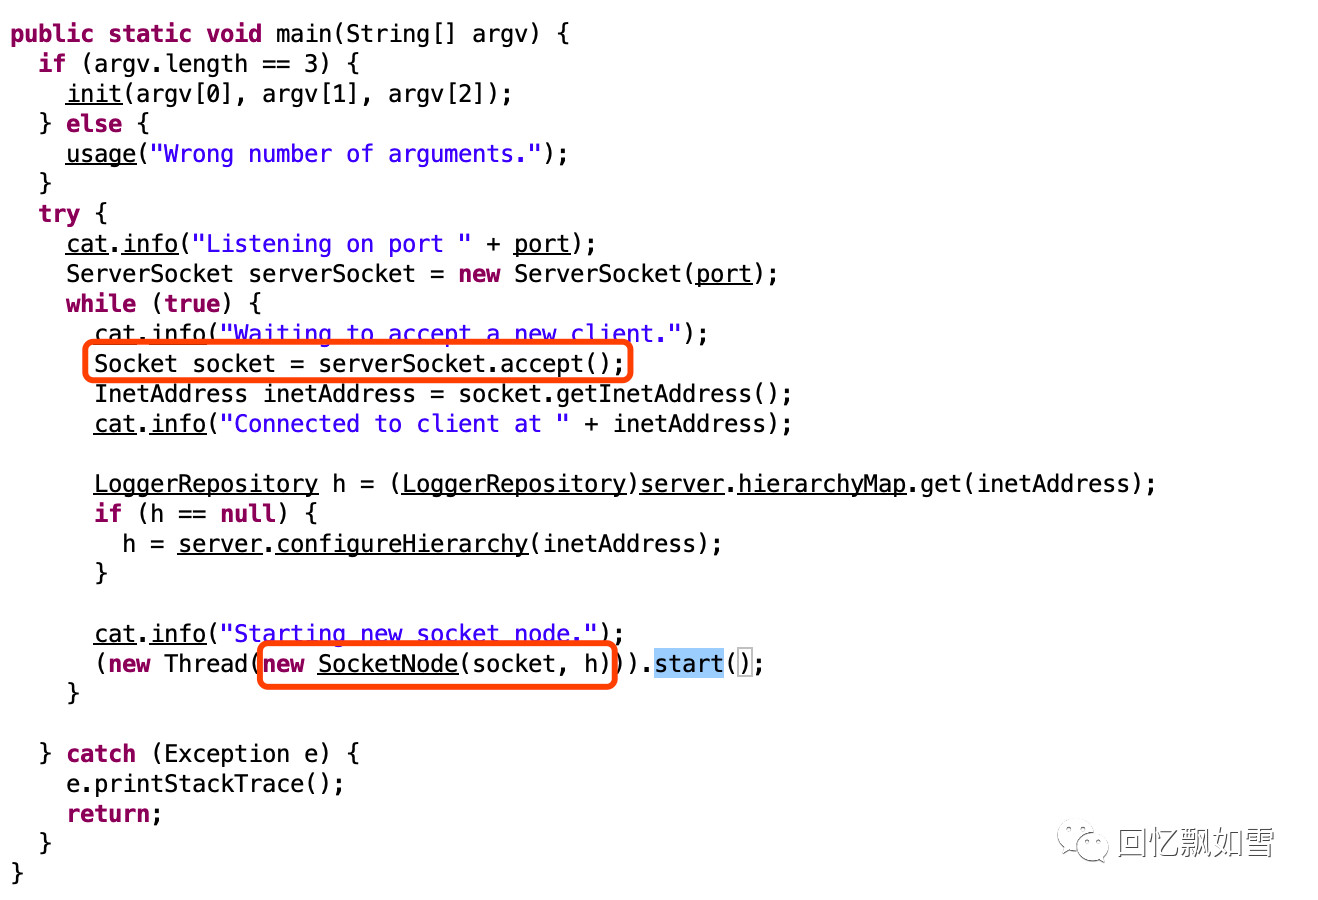 public static void main(String[] argv) {
  if (argv.length == 3) {
    init(argv[0], argv[1], argv[2]);
  } else {
    usage("Wrong number of arguments.");
  }
  try {
    cat.info("Listening on port " + port);
    ServerSocket serverSocket = new ServerSocket(port);
    while (true) {
      cat.info("Waiting to accept a new client.");
      Socket socket = serverSocket.accept();
      InetAddress inetAddress = socket.getInetAddress();
      cat.info("Connected to client at " + inetAddress);
      LoggerRepository h = (LoggerRepository)server.hierarchyMap.get(inetAddress);
      if (h == null) {
        h = server.configureHierarchy(inetAddress);
      }
      cat.info("Starting new socket node.");
      (new Thread(new SocketNode(socket, h))).start();
    }
  } catch (Exception e) {
    e.printStackTrace();
    return;
  }
}
回忆飘如雪